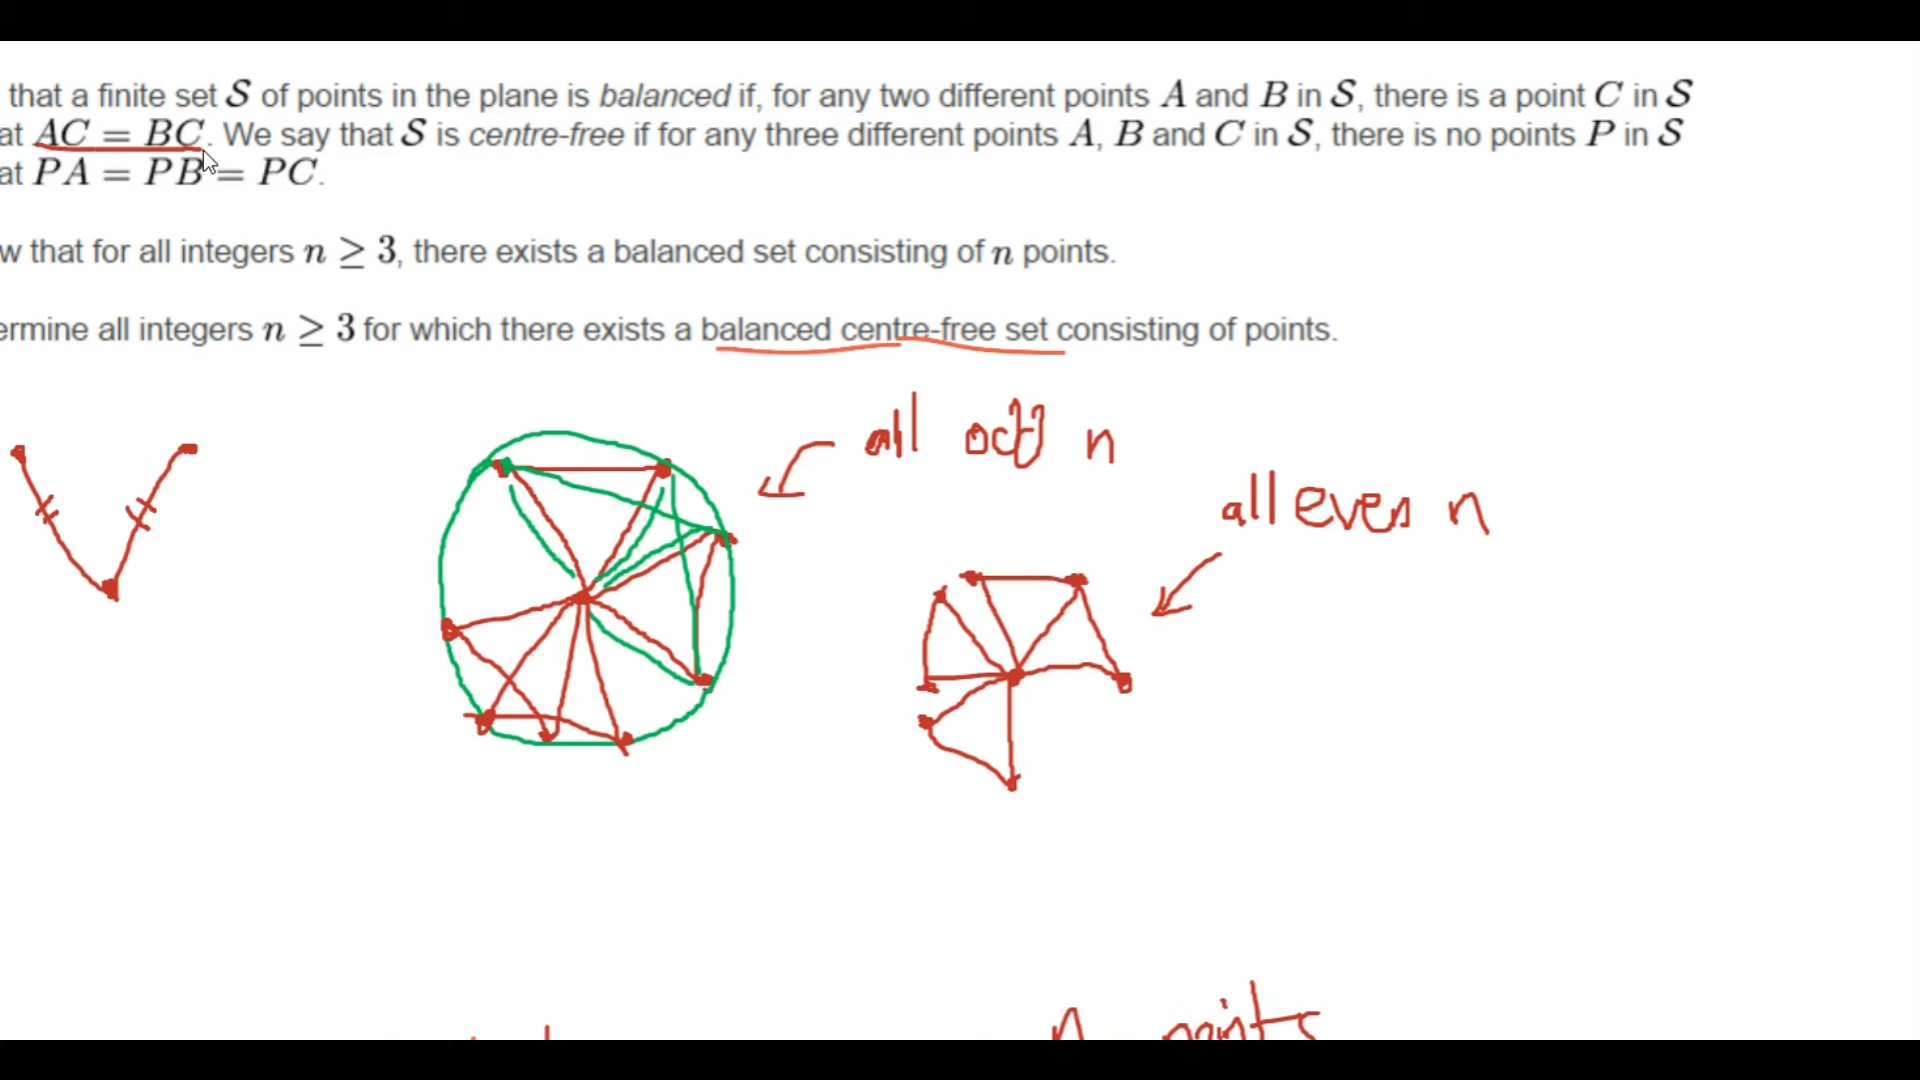 that a finite set S of points in the plane is balanced if, for any two different points A and B in S, there is a point C in S
at AC = BC. We say that S is centre-free if for any three different points A, B and C in S, there is no points P in S
at PA = PB = PC.
w that for all integers n ≥ 3, there exists a balanced set consisting of n points.
ermine all integers n ≥ 3 for which there exists a balanced centre-free set consisting of points.
all odd n
all even n
n points